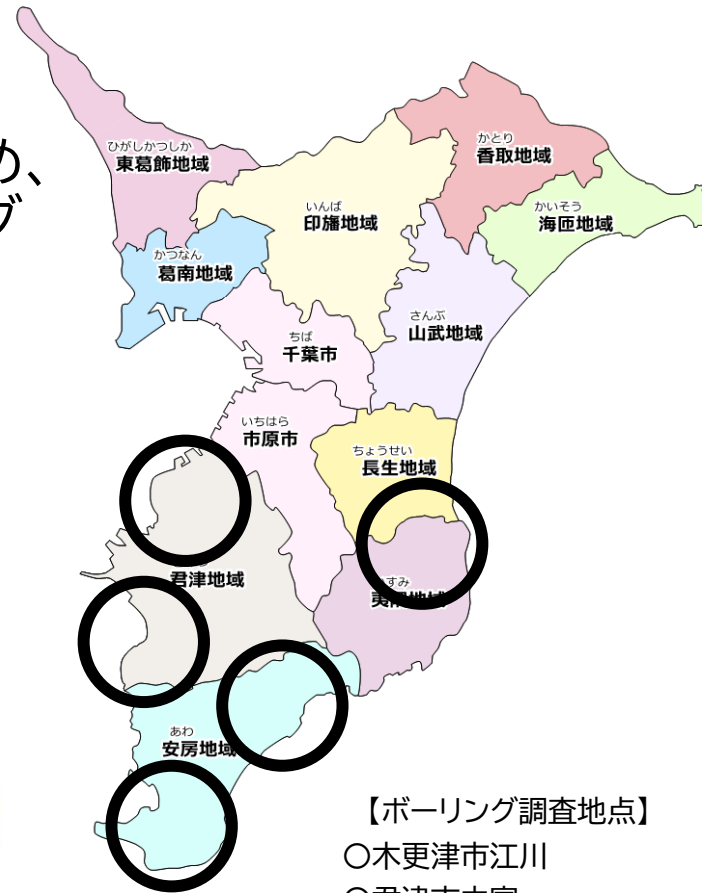 め、
グ
ひがしかつしか
東葛飾地域
かとり
香取地域
いんば
印旛地域
かいそう
海匝地域
かつなん
葛南地域
さんぶ
山武地域
ちば
千葉市
いちはら
市原市
ちょうせい
長生地域
君津地域
すみ
夷隅地域
あわ
安房地域
【ボーリング調査地点】
〇木更津市江川